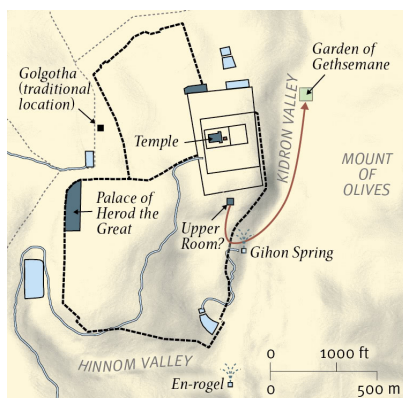 Garden of
Gethsemane
Golgotha
(traditional
location)
KIDRON VALLEY
Temple
MOUNT
OF
OLIVES
Palace of
Herod the
Great
Upper
Room?
Gihon Spring
HINNOM VALLEY
En-rogel
0 1000 ft
0 500 m